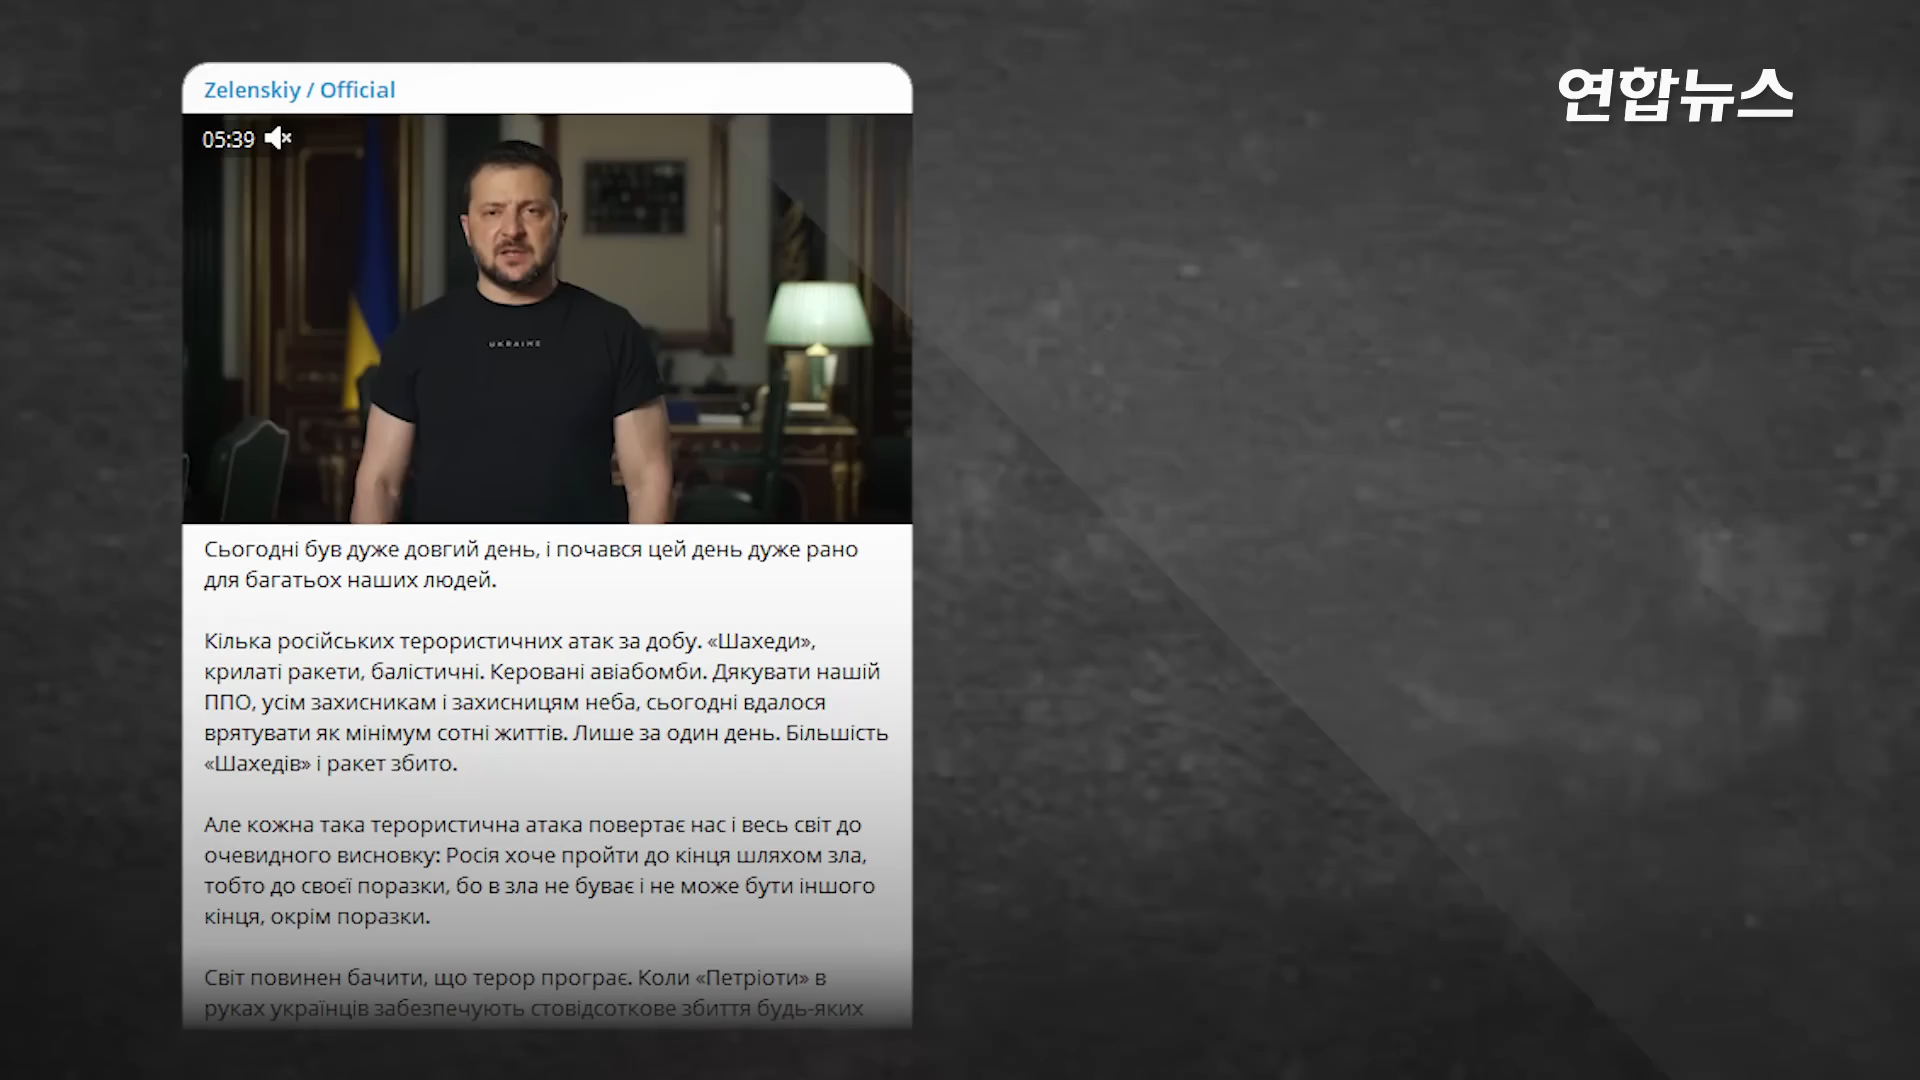 Zelenskiy / Official
연합뉴스
05:39
UKRAINE
Сьогодні був дуже довгий день, і почався цей день дуже рано
для багатьох наших людей.
Кілька російських терористичних атак за добу. «Шахеди»,
крилаті ракети, балістичні. Керовані авіабомби. Дякувати нашій
ППО, усім захисникам і захисницям неба, сьогодні вдалося
врятувати як мінімум сотні життів. Лише за один день. Більшість
«Шахедів» і ракет збито.
Але кожна така терористична атака повертає нас і весь світ до
очевидного висновку: Росія хоче пройти до кінця шляхом зла,
тобто до своєї поразки, бо в зла не буває і не може бути іншого
кінця, окрім поразки.
Світ повинен бачити, що терор програє. Коли «Петріоти» в
руках українців забезпечують стовідсоткове збиття будь-яких